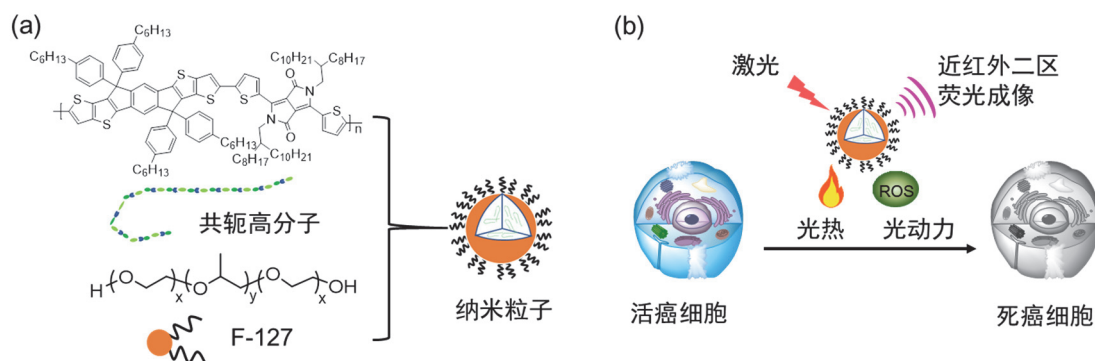 (a)
C₆H₁₃
C₆H₁₃
C₁₀H₂₁
C₈H₁₇
S
S
S
S
S
O
N
N
O
S
n
C₆H₁₃
C₆H₁₃
C₈H₁₇
C₁₀H₂₁
共轭高分子
H
O
x
O
y
O
x
OH
F-127
纳米粒子
(b)
激光
近红外二区
荧光成像
ROS
光热
光动力
活癌细胞
死癌细胞